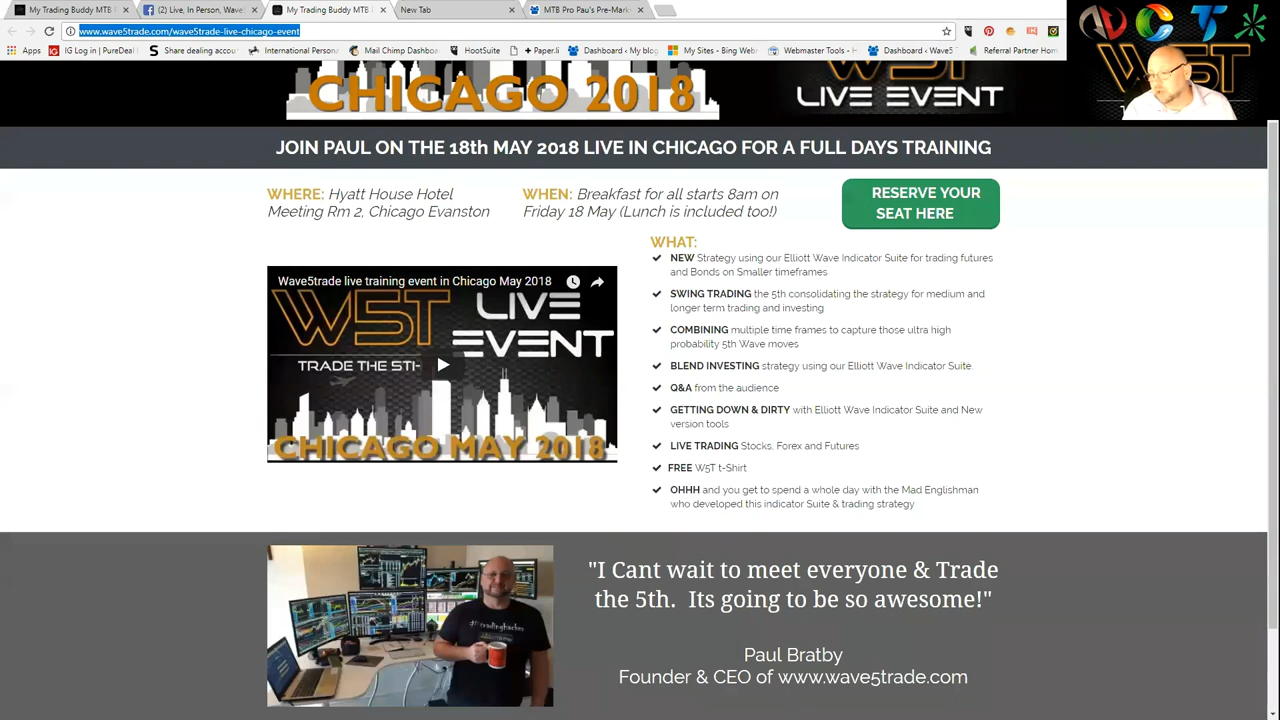 My Trading Buddy MTB
(2) Live, In Person, Wave
My Trading Buddy MTB
New Tab
MTB Pro Pau's Pre-Mark
www.wave5trade.com/wave5trade-live-chicago-event
Apps
IG Log in | PureDeal
Share dealing accou
International Persona
Mail Chimp Dashboa
HootSuite
+ Paper.li
Dashboard ‹ My blog
My Sites - Bing Web
Webmaster Tools -
Dashboard ‹ Wave5
Referral Partner Hom
W5T
CHICAGO 2018
W5T
LIVE EVENT
JOIN PAUL ON THE 18th MAY 2018 LIVE IN CHICAGO FOR A FULL DAYS TRAINING
WHERE: Hyatt House Hotel
Meeting Rm 2, Chicago Evanston
WHEN: Breakfast for all starts 8am on
Friday 18 May (Lunch is included too!)
RESERVE YOUR
SEAT HERE
WHAT:
NEW Strategy using our Elliott Wave Indicator Suite for trading futures
and Bonds on Smaller timeframes
SWING TRADING the 5th consolidating the strategy for medium and
longer term trading and investing
COMBINING multiple time frames to capture those ultra high
probability 5th Wave moves
BLEND INVESTING strategy using our Elliott Wave Indicator Suite.
Q&A from the audience
GETTING DOWN & DIRTY with Elliott Wave Indicator Suite and New
version tools
LIVE TRADING Stocks, Forex and Futures
FREE W5T t-Shirt
OHHH and you get to spend a whole day with the Mad Englishman
who developed this indicator Suite & trading strategy
Wave5trade live training event in Chicago May 2018
W5T
LIVE
EVENT
TRADE THE 5T
CHICAGO MAY 2018
"I Cant wait to meet everyone & Trade
the 5th. Its going to be so awesome!"
Paul Bratby
Founder & CEO of www.wave5trade.com